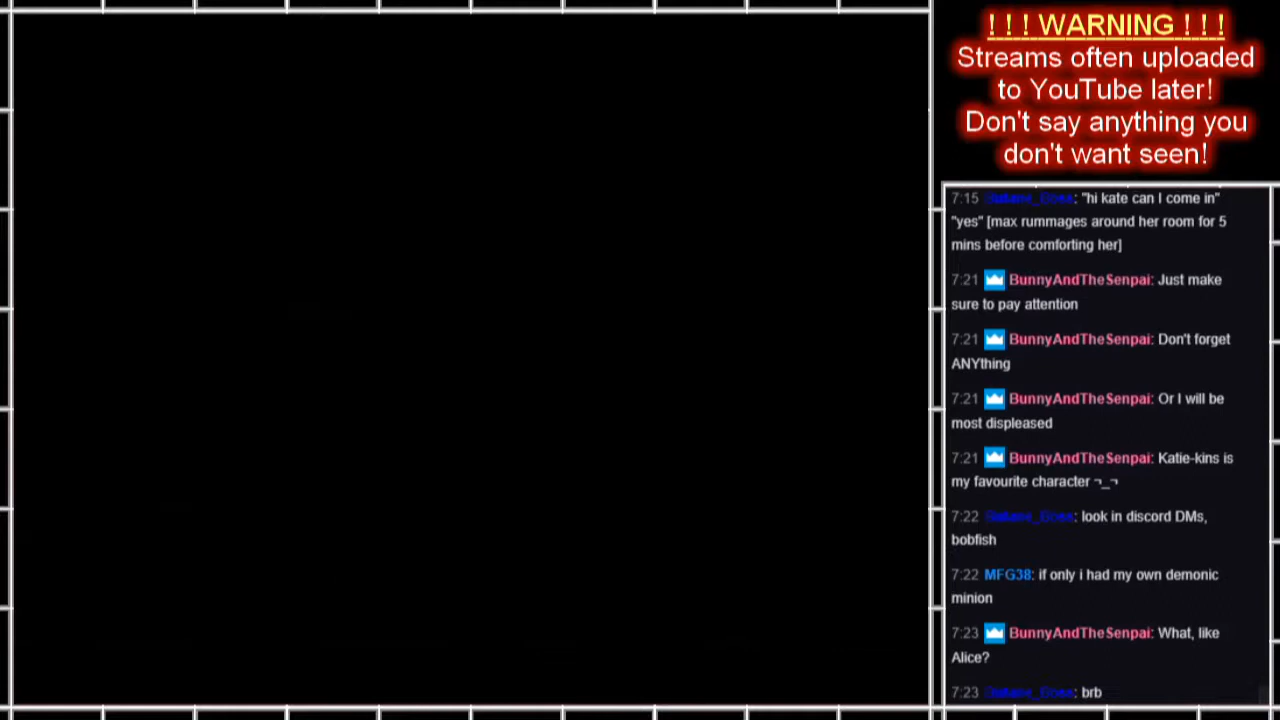 ! ! ! WARNING ! ! !
Streams often uploaded
to YouTube later!
Don't say anything you
don't want seen!
7:15 : "hi kate can I come in"
"yes" [max rummages around her room for 5
mins before comforting her]
7:21 BunnyAndTheSenpai: Just make
sure to pay attention
7:21 BunnyAndTheSenpai: Don't forget
ANYthing
7:21 BunnyAndTheSenpai: Or I will be
most displeased
7:21 BunnyAndTheSenpai: Katie-kins is
my favourite character ¬_¬
7:22 : look in discord DMs,
bobfish
7:22 MFG38: if only i had my own demonic
minion
7:23 BunnyAndTheSenpai: What, like
Alice?
7:23 : brb